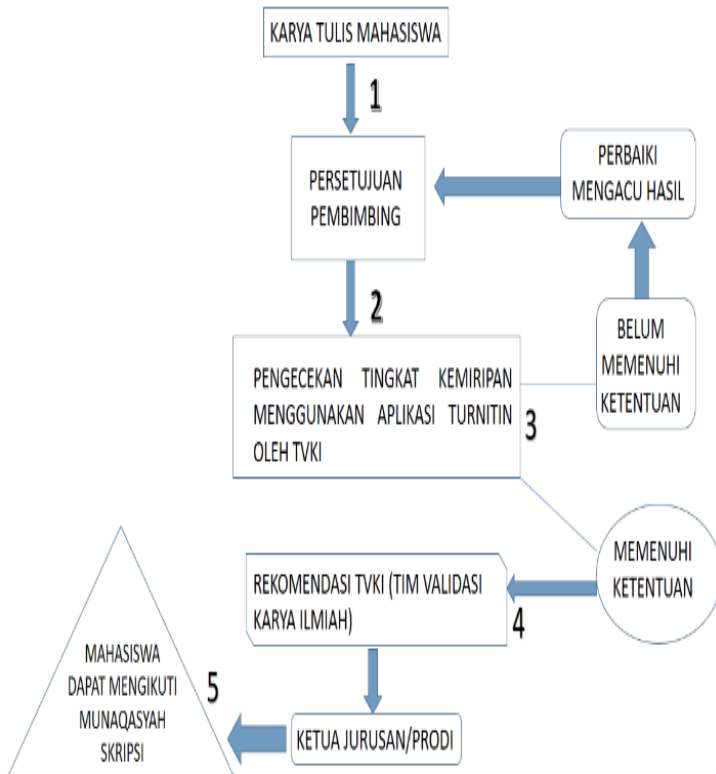 KARYA TULIS MAHASISWA
1
PERSETUJUAN
PEMBIMBING
PERBAIKI
MENGACU HASIL
2
BELUM
MEMENUHI
KETENTUAN
PENGECEKAN TINGKAT KEMIRIPAN
MENGGUNAKAN APLIKASI TURNITIN
OLEH TVKI
3
MEMENUHI
KETENTUAN
REKOMENDASI TVKI (TIM VALIDASI
KARYA ILMIAH)
4
KETUA JURUSAN/PRODI
5
MAHASISWA
DAPAT MENGIKUTI
MUNAQASYAH
SKRIPSI